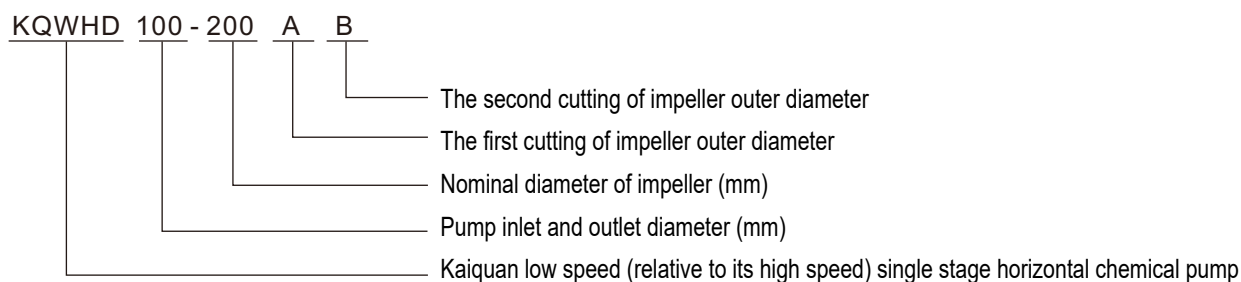 KQWHD 100 - 200 A B
The second cutting of impeller outer diameter
The first cutting of impeller outer diameter
Nominal diameter of impeller (mm)
Pump inlet and outlet diameter (mm)
Kaiquan low speed (relative to its high speed) single stage horizontal chemical pump